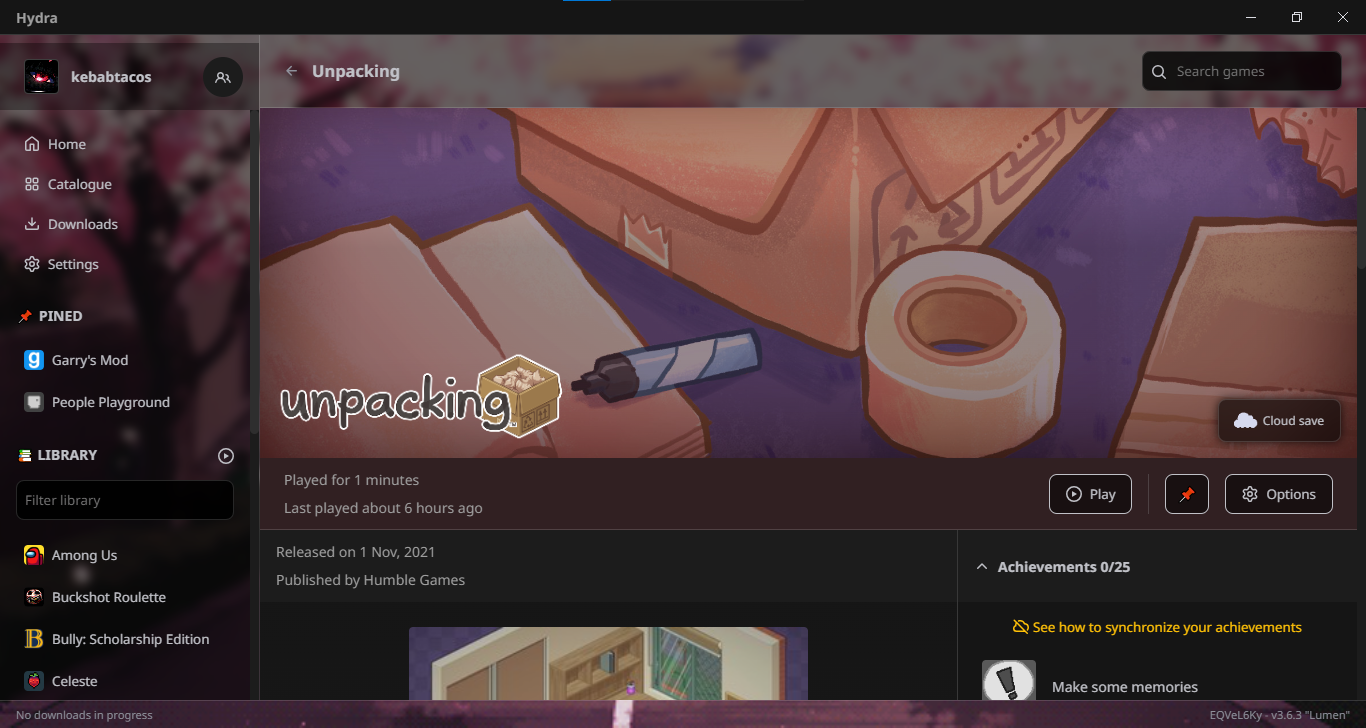 Hydra
kebabtacos
Unpacking
Search games
Home
Catalogue
Downloads
Settings
PINED
Garry's Mod
People Playground
LIBRARY
Filter library
Among Us
Buckshot Roulette
Bully: Scholarship Edition
Celeste
unpacking
Cloud save
Played for 1 minutes
Last played about 6 hours ago
Play
Options
Released on 1 Nov, 2021
Published by Humble Games
Achievements 0/25
See how to synchronize your achievements
Make some memories
No downloads in progress
EQVeL6Ky - v3.6.3 "Lumen"